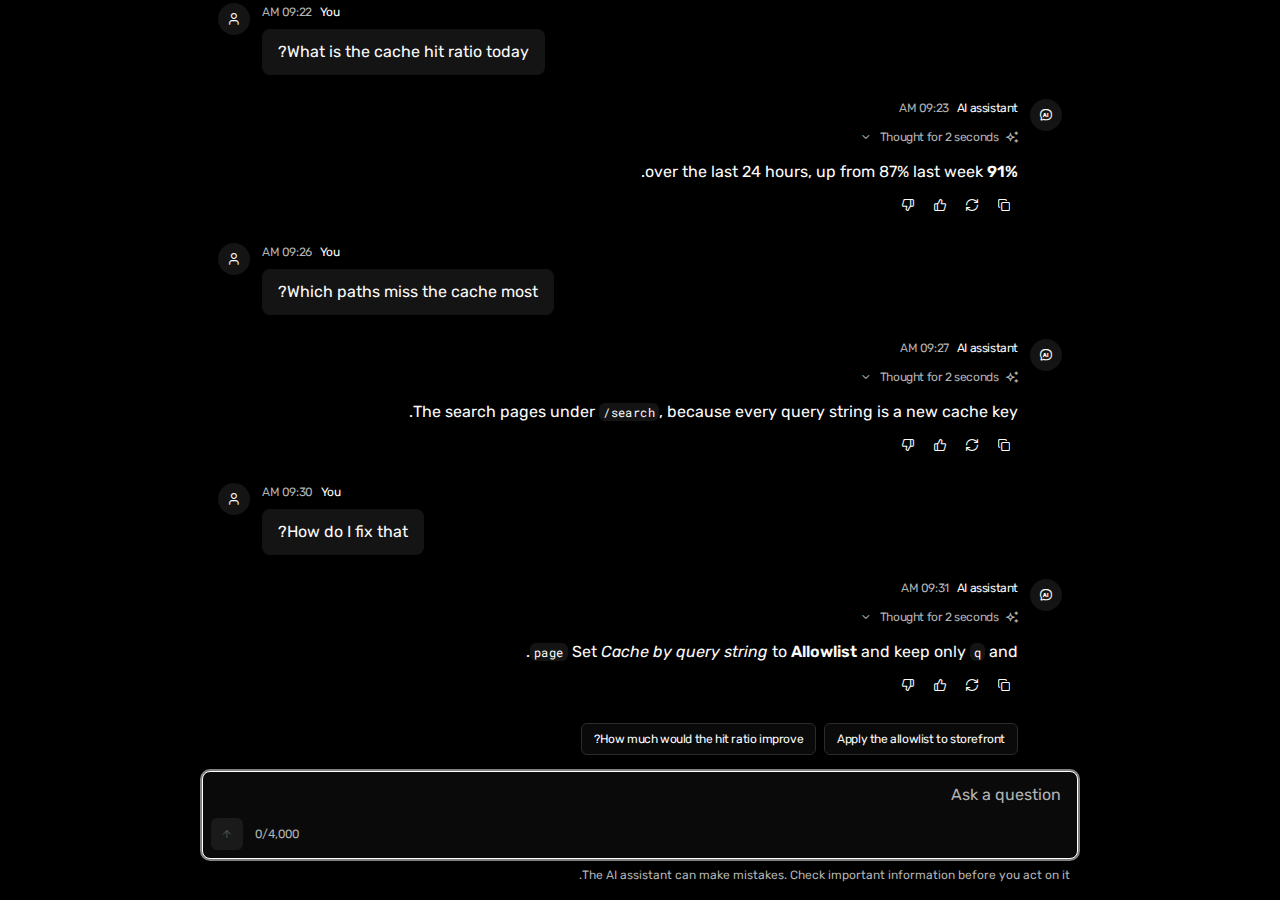 AM 09:22 You
?What is the cache hit ratio today
AM 09:23 AI assistant
Thought for 2 seconds
.over the last 24 hours, up from 87% last week 91%
AM 09:26 You
?Which paths miss the cache most
AM 09:27 AI assistant
Thought for 2 seconds
.The search pages under /search, because every query string is a new cache key
AM 09:30 You
?How do I fix that
AM 09:31 AI assistant
Thought for 2 seconds
. page Set Cache by query string to Allowlist and keep only q and
?How much would the hit ratio improve
Apply the allowlist to storefront
Ask a question
0/4,000
.The AI assistant can make mistakes. Check important information before you act on it